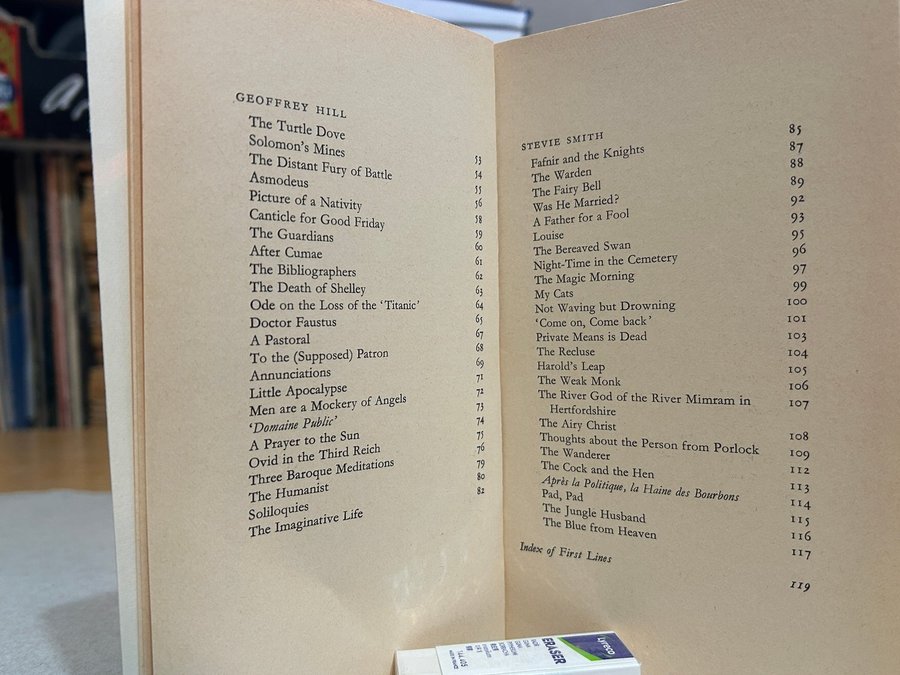 GEOFFREY HILL
The Turtle Dove 53
Solomon's Mines 54
The Distant Fury of Battle 55
Asmodeus 56
Picture of a Nativity 58
Canticle for Good Friday 59
The Guardians 60
After Cumae 61
The Bibliographers 62
The Death of Shelley 63
Ode on the Loss of the 'Titanic' 64
Doctor Faustus 65
A Pastoral 67
To the (Supposed) Patron 68
Annunciations 69
Little Apocalypse 71
Men are a Mockery of Angels 72
'Domaine Public' 73
A Prayer to the Sun 74
Ovid in the Third Reich 75
Three Baroque Meditations 76
The Humanist 79
Soliloquies 80
The Imaginative Life 82
STEVIE SMITH
Fafnir and the Knights 85
The Warden 87
The Fairy Bell 88
Was He Married? 89
A Father for a Fool 92
Louise 93
The Bereaved Swan 95
Night-Time in the Cemetery 96
The Magic Morning 97
My Cats 99
Not Waving but Drowning 100
'Come on, Come back' 101
Private Means is Dead 103
The Recluse 104
Harold's Leap 105
The Weak Monk 106
The River God of the River Mimram in
Hertfordshire 107
The Airy Christ 108
Thoughts about the Person from Porlock 109
The Wanderer 112
The Cock and the Hen 113
Après la Politique, la Haine des Bourbons 114
Pad, Pad 115
The Jungle Husband 116
The Blue from Heaven 117
Index of First Lines 119
Lyreco
ERASER